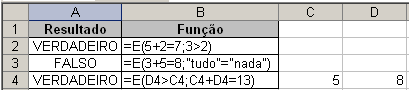 A B C D
1 Resultado Função
2 VERDADEIRO =E(5+2=7;3>2)
3 FALSO =E(3+5=8;"tudo"="nada")
4 VERDADEIRO =E(D4>C4;C4+D4=13) 5 8